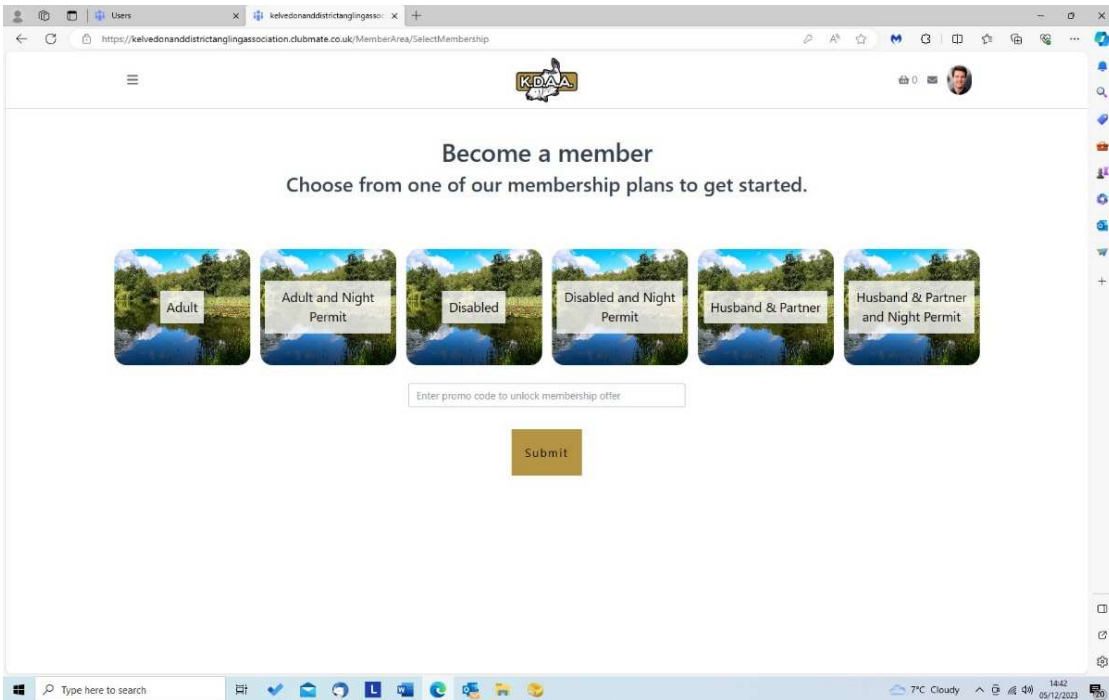 Users
kelvedonanddistrictanglingassoc
https://kelvedonanddistrictanglingassociation.clubmate.co.uk/MemberArea/SelectMembership
K.D.A.A.
0
Become a member
Choose from one of our membership plans to get started.
Adult
Adult and Night
Permit
Disabled
Disabled and Night
Permit
Husband & Partner
Husband & Partner
and Night Permit
Enter promo code to unlock membership offer
Submit
Type here to search
7°C Cloudy
14:42
05/12/2023